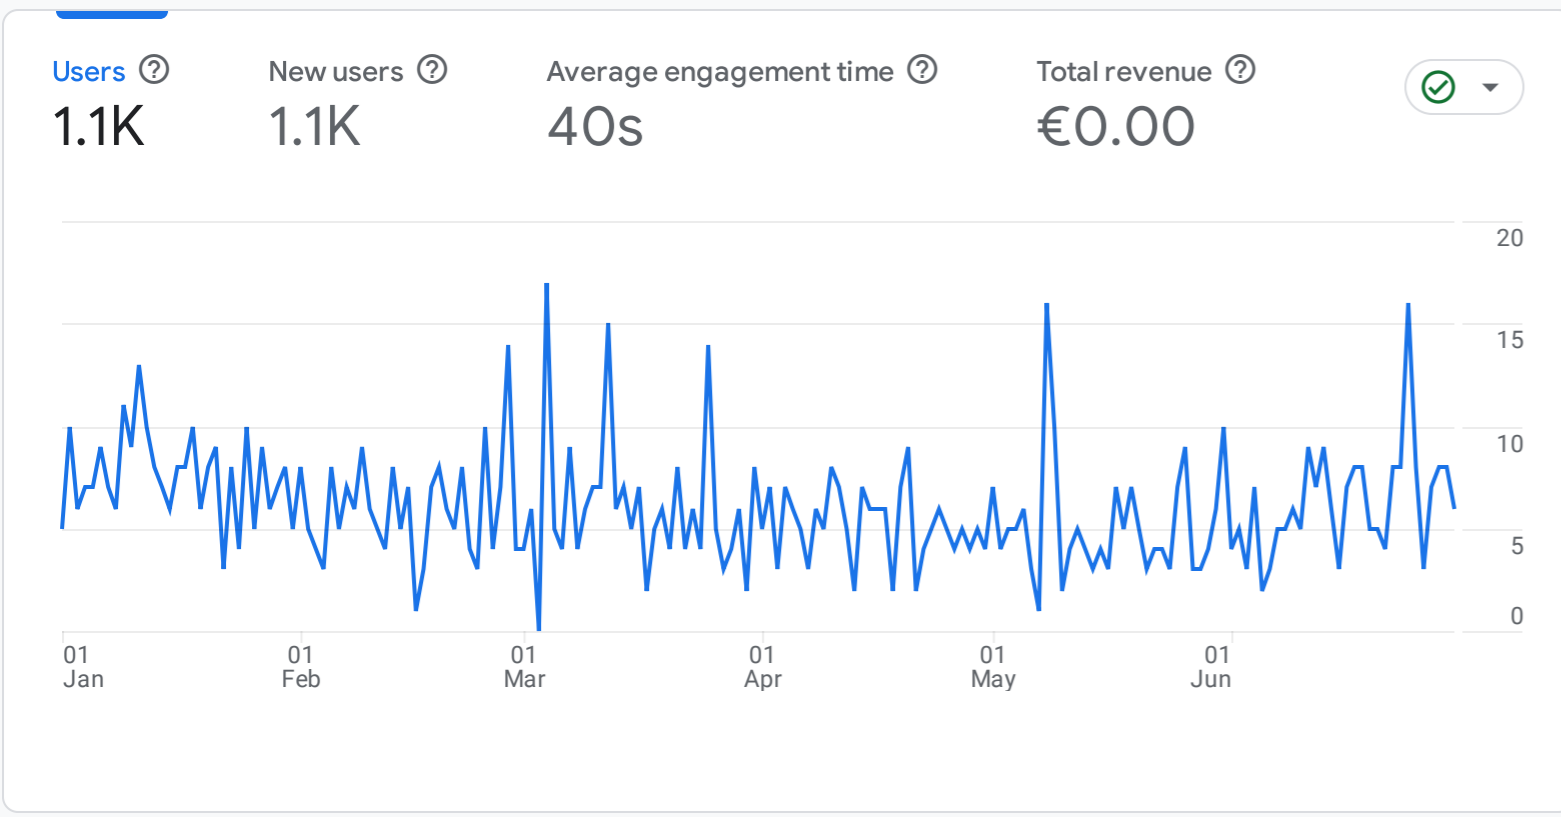 Users
New users
Average engagement time
Total revenue
1.1K
1.1K
40s
€0.00
20
15
10
5
0
01 Jan
01 Feb
01 Mar
01 Apr
01 May
01 Jun